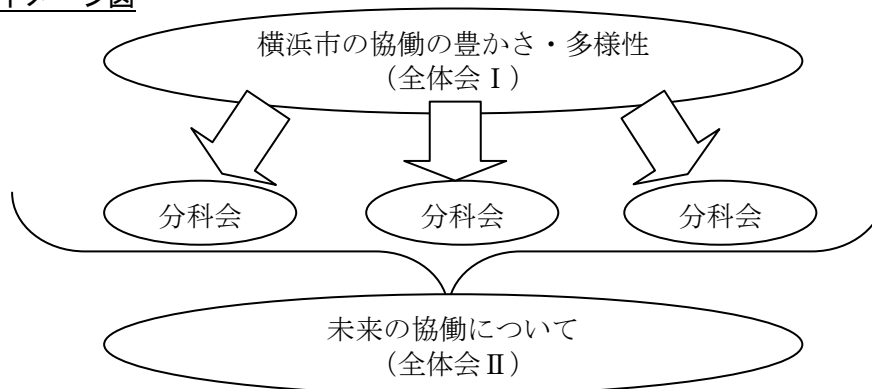 イメージ図
横浜市の協働の豊かさ・多様性
（全体会Ⅰ）
分科会 分科会 分科会
未来の協働について
（全体会Ⅱ）